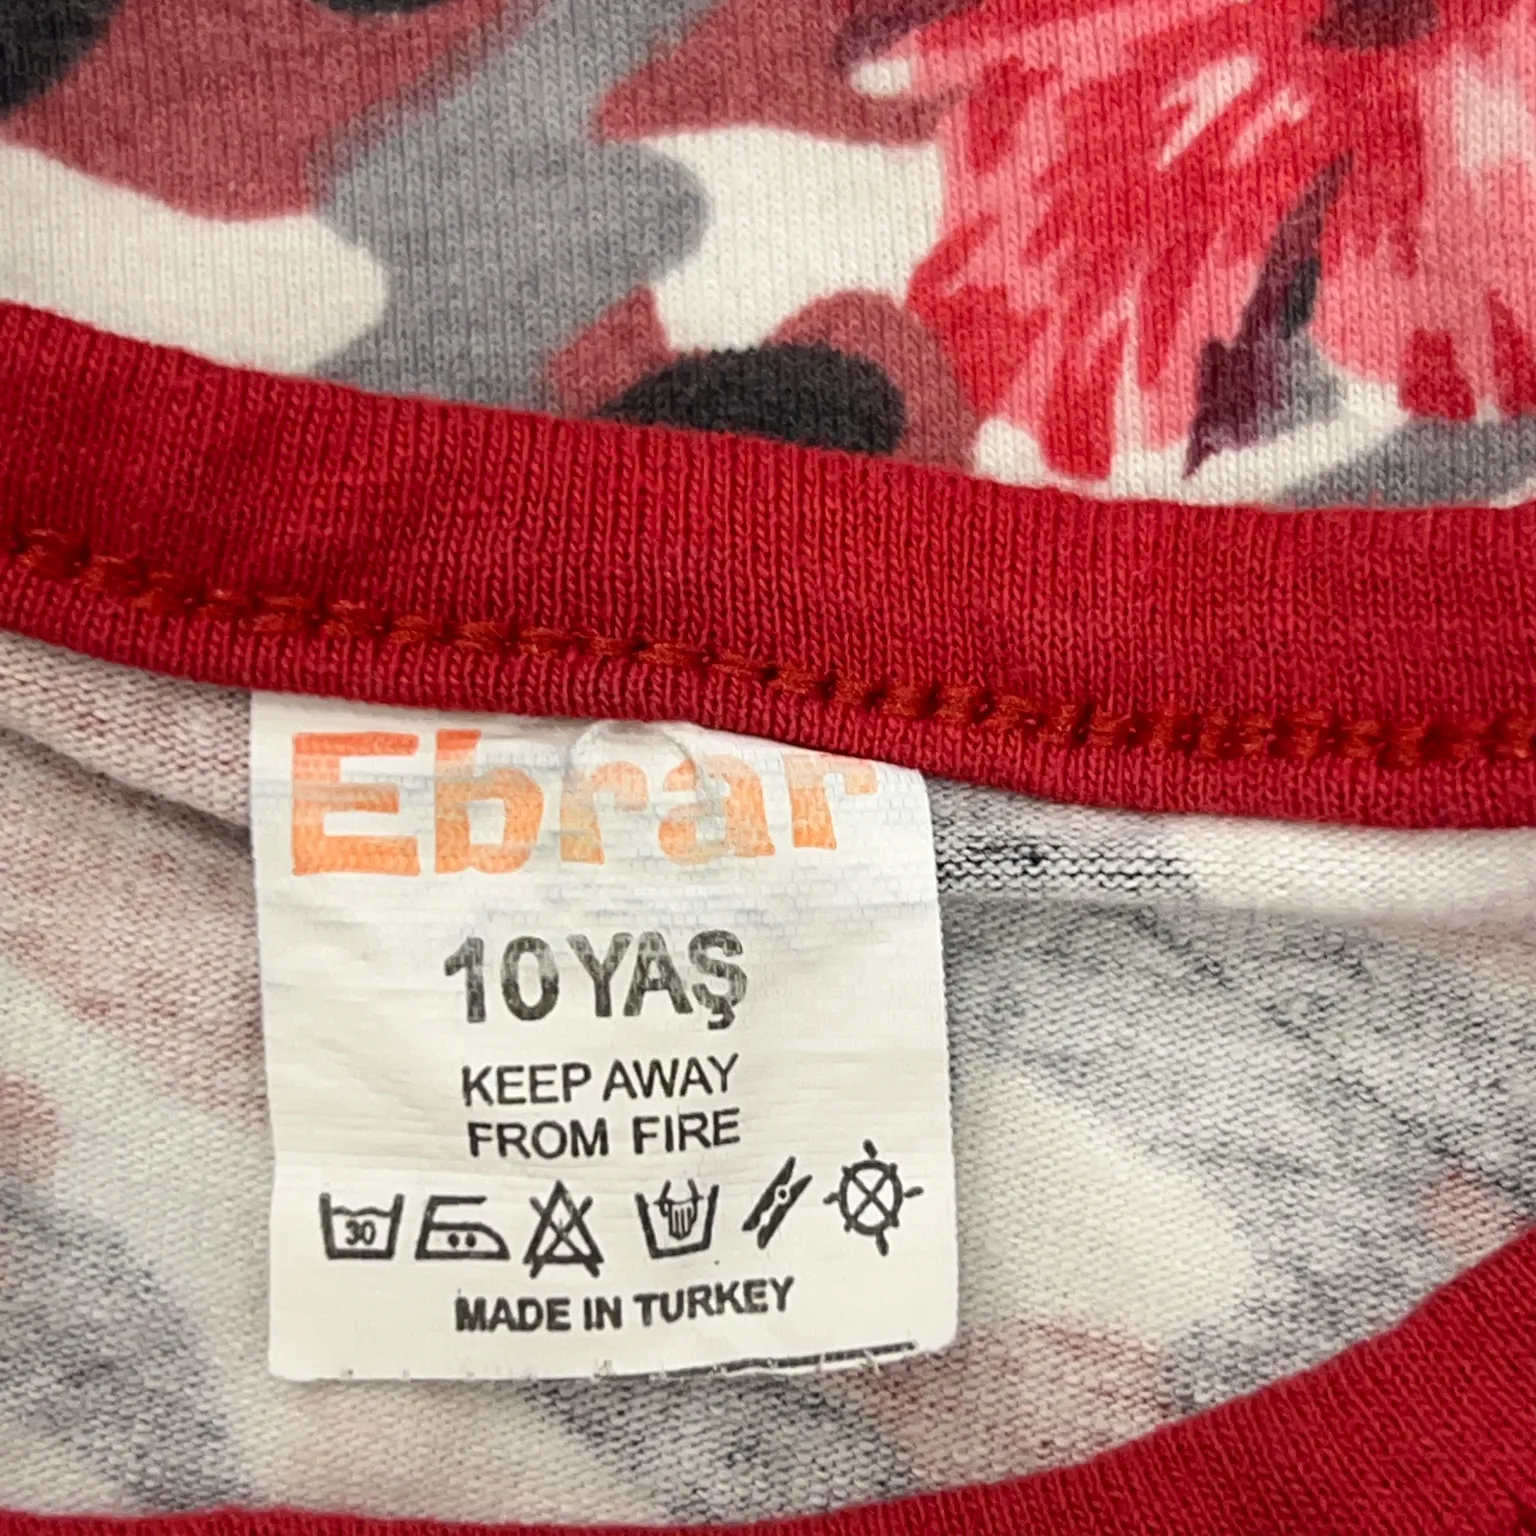 Ebrar
10 YAŞ
KEEP AWAY
FROM FIRE
30
MADE IN TURKEY